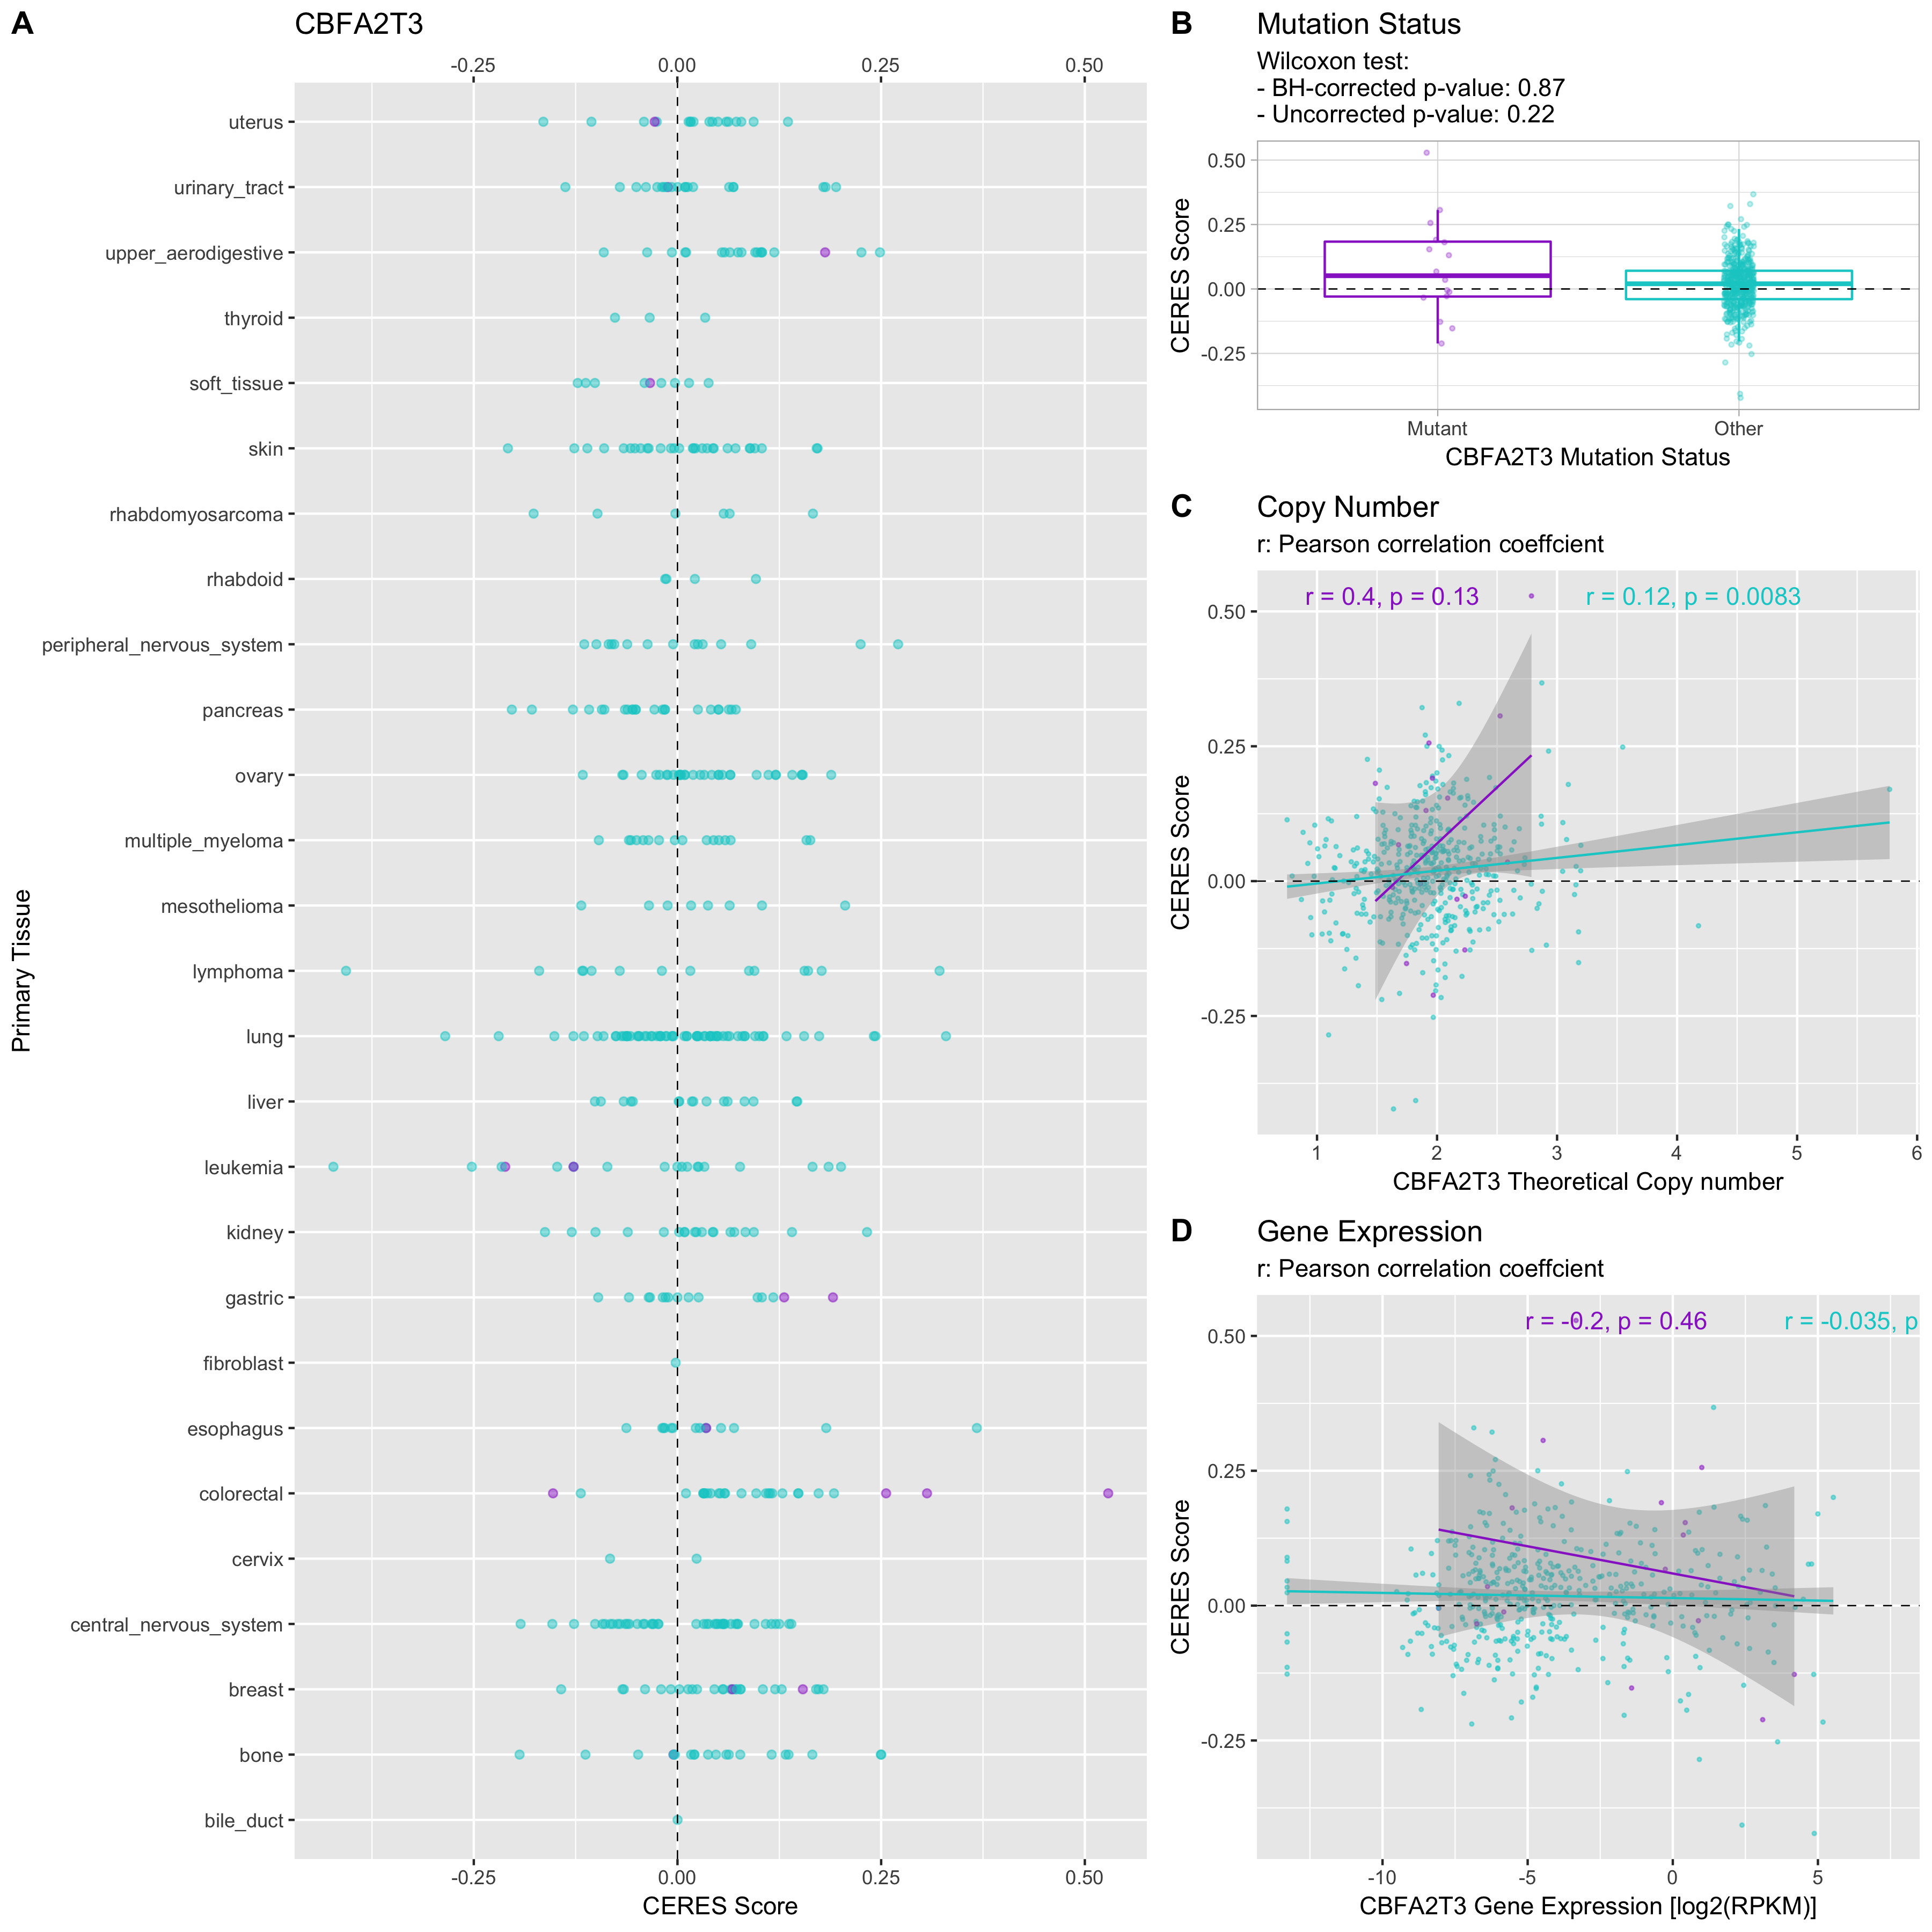 A
CBFA2T3
-0.25 0.00 0.25 0.50
Primary Tissue
uterus
urinary_tract
upper_aerodigestive
thyroid
soft_tissue
skin
rhabdomyosarcoma
rhabdoid
peripheral_nervous_system
pancreas
ovary
multiple_myeloma
mesothelioma
lymphoma
lung
liver
leukemia
kidney
gastric
fibroblast
esophagus
colorectal
cervix
central_nervous_system
breast
bone
bile_duct
-0.25 0.00 0.25 0.50
CERES Score
B
Mutation Status
Wilcoxon test:
- BH-corrected p-value: 0.87
- Uncorrected p-value: 0.22
CERES Score
0.50
0.25
0.00
-0.25
Mutant Other
CBFA2T3 Mutation Status
C
Copy Number
r: Pearson correlation coeffcient
r = 0.4, p = 0.13 r = 0.12, p = 0.0083
CERES Score
0.50
0.25
0.00
-0.25
1 2 3 4 5 6
CBFA2T3 Theoretical Copy number
D
Gene Expression
r: Pearson correlation coeffcient
r = -0.2, p = 0.46 r = -0.035, p
CERES Score
0.50
0.25
0.00
-0.25
-10 -5 0 5
CBFA2T3 Gene Expression [log2(RPKM)]